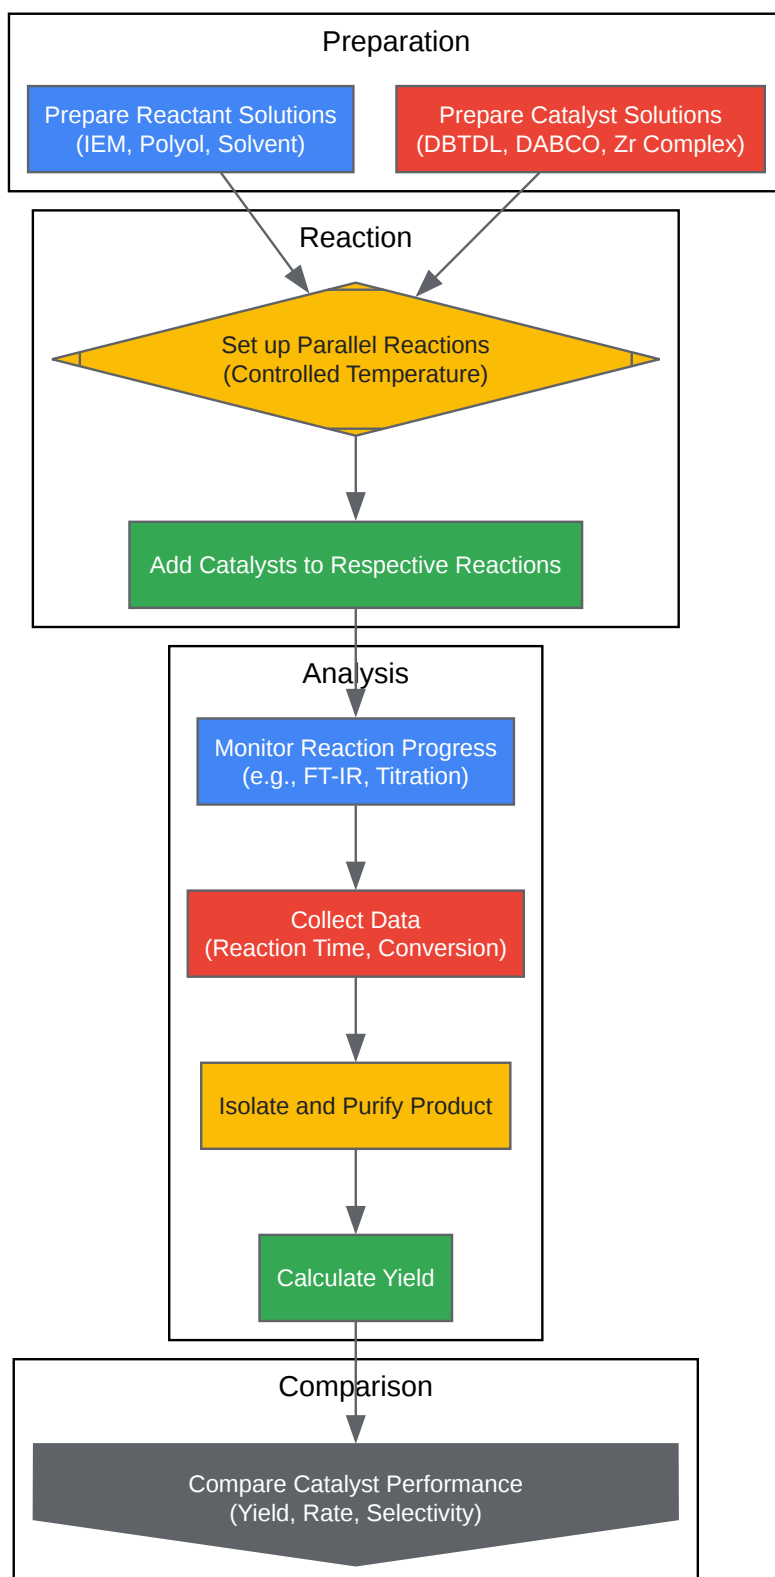 Preparation
Prepare Reactant Solutions
(IEM, Polyol, Solvent)
Prepare Catalyst Solutions
(DBTDL, DABCO, Zr Complex)
Reaction
Set up Parallel Reactions
(Controlled Temperature)
Add Catalysts to Respective Reactions
Analysis
Monitor Reaction Progress
(e.g., FT-IR, Titration)
Collect Data
(Reaction Time, Conversion)
Isolate and Purify Product
Calculate Yield
Comparison
Compare Catalyst Performance
(Yield, Rate, Selectivity)